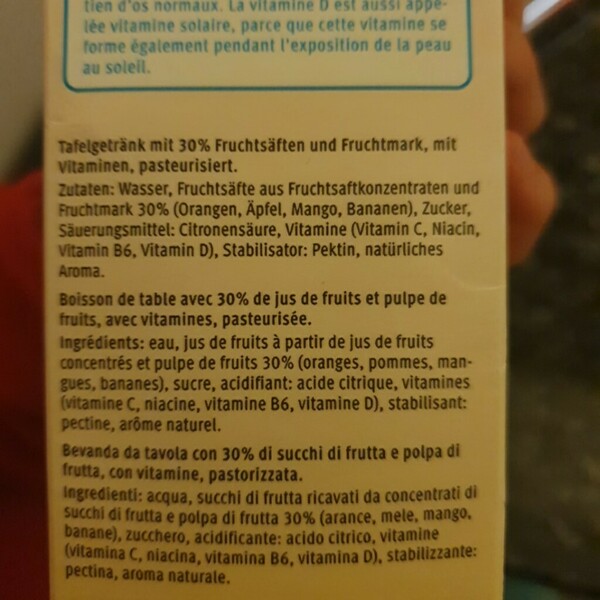 tien d'os normaux. La vitamine D est aussi appe-
lée vitamine solaire, parce que cette vitamine se
forme également pendant l'exposition de la peau
au soleil.
Tafelgetränk mit 30% Fruchtsäften und Fruchtmark, mit
Vitaminen, pasteurisiert.
Zutaten: Wasser, Fruchtsäfte aus Fruchtsaftkonzentraten und
Fruchtmark 30% (Orangen, Äpfel, Mango, Bananen), Zucker,
Säuerungsmittel: Citronensäure, Vitamine (Vitamin C, Niacin,
Vitamin B6, Vitamin D), Stabilisator: Pektin, natürliches
Aroma.
Boisson de table avec 30% de jus de fruits et pulpe de
fruits, avec vitamines, pasteurisée.
Ingrédients: eau, jus de fruits à partir de jus de fruits
concentrés et pulpe de fruits 30% (oranges, pommes, man-
gues, bananes), sucre, acidifiant: acide citrique, vitamines
(vitamine C, niacine, vitamine B6, vitamine D), stabilisant:
pectine, arôme naturel.
Bevanda da tavola con 30% di succhi di frutta e polpa di
frutta, con vitamine, pastorizzata.
Ingredienti: acqua, succhi di frutta ricavati da concentrati di
succhi di frutta e polpa di frutta 30% (arance, mele, mango,
banane), zucchero, acidificante: acido citrico, vitamine
(vitamina C, niacina, vitamina B6, vitamina D), stabilizzante:
pectina, aroma naturale.